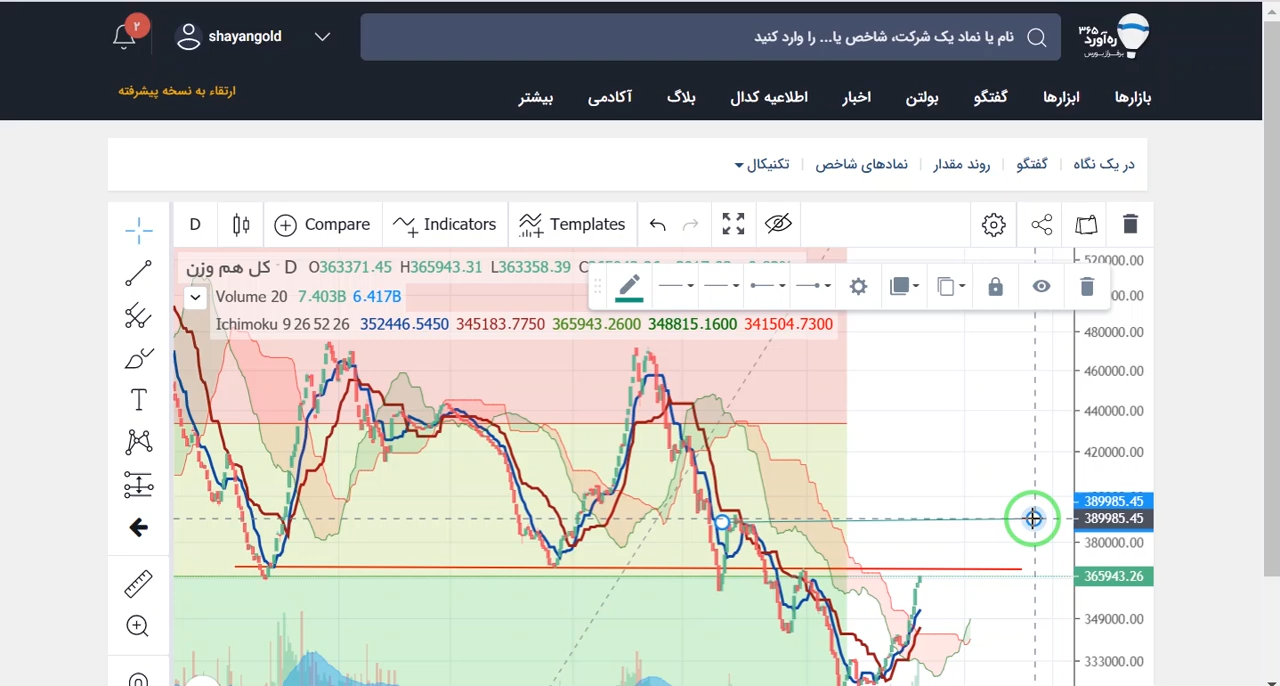 ۲
shayangold
نام یا نماد یک شرکت، شاخص یا... را وارد کنید
ره‌آورد ۳۶۵
ارتقاء به نسخه پیشرفته
بازارها ابزارها گفتگو بولتن اخبار اطلاعیه کدال بلاگ آکادمی بیشتر
در یک نگاه گفتگو روند مقدار نمادهای شاخص تکنیکال
D Compare Indicators Templates
کل هم وزن · D O363371.45 H365943.31 L363358.39
Volume 20 7.403B 6.417B
Ichimoku 9 26 52 26 352446.5450 345183.7750 365943.2600 348815.1600 341504.7300
520000.00
480000.00
460000.00
440000.00
420000.00
389985.45
389985.45
380000.00
365943.26
349000.00
333000.00